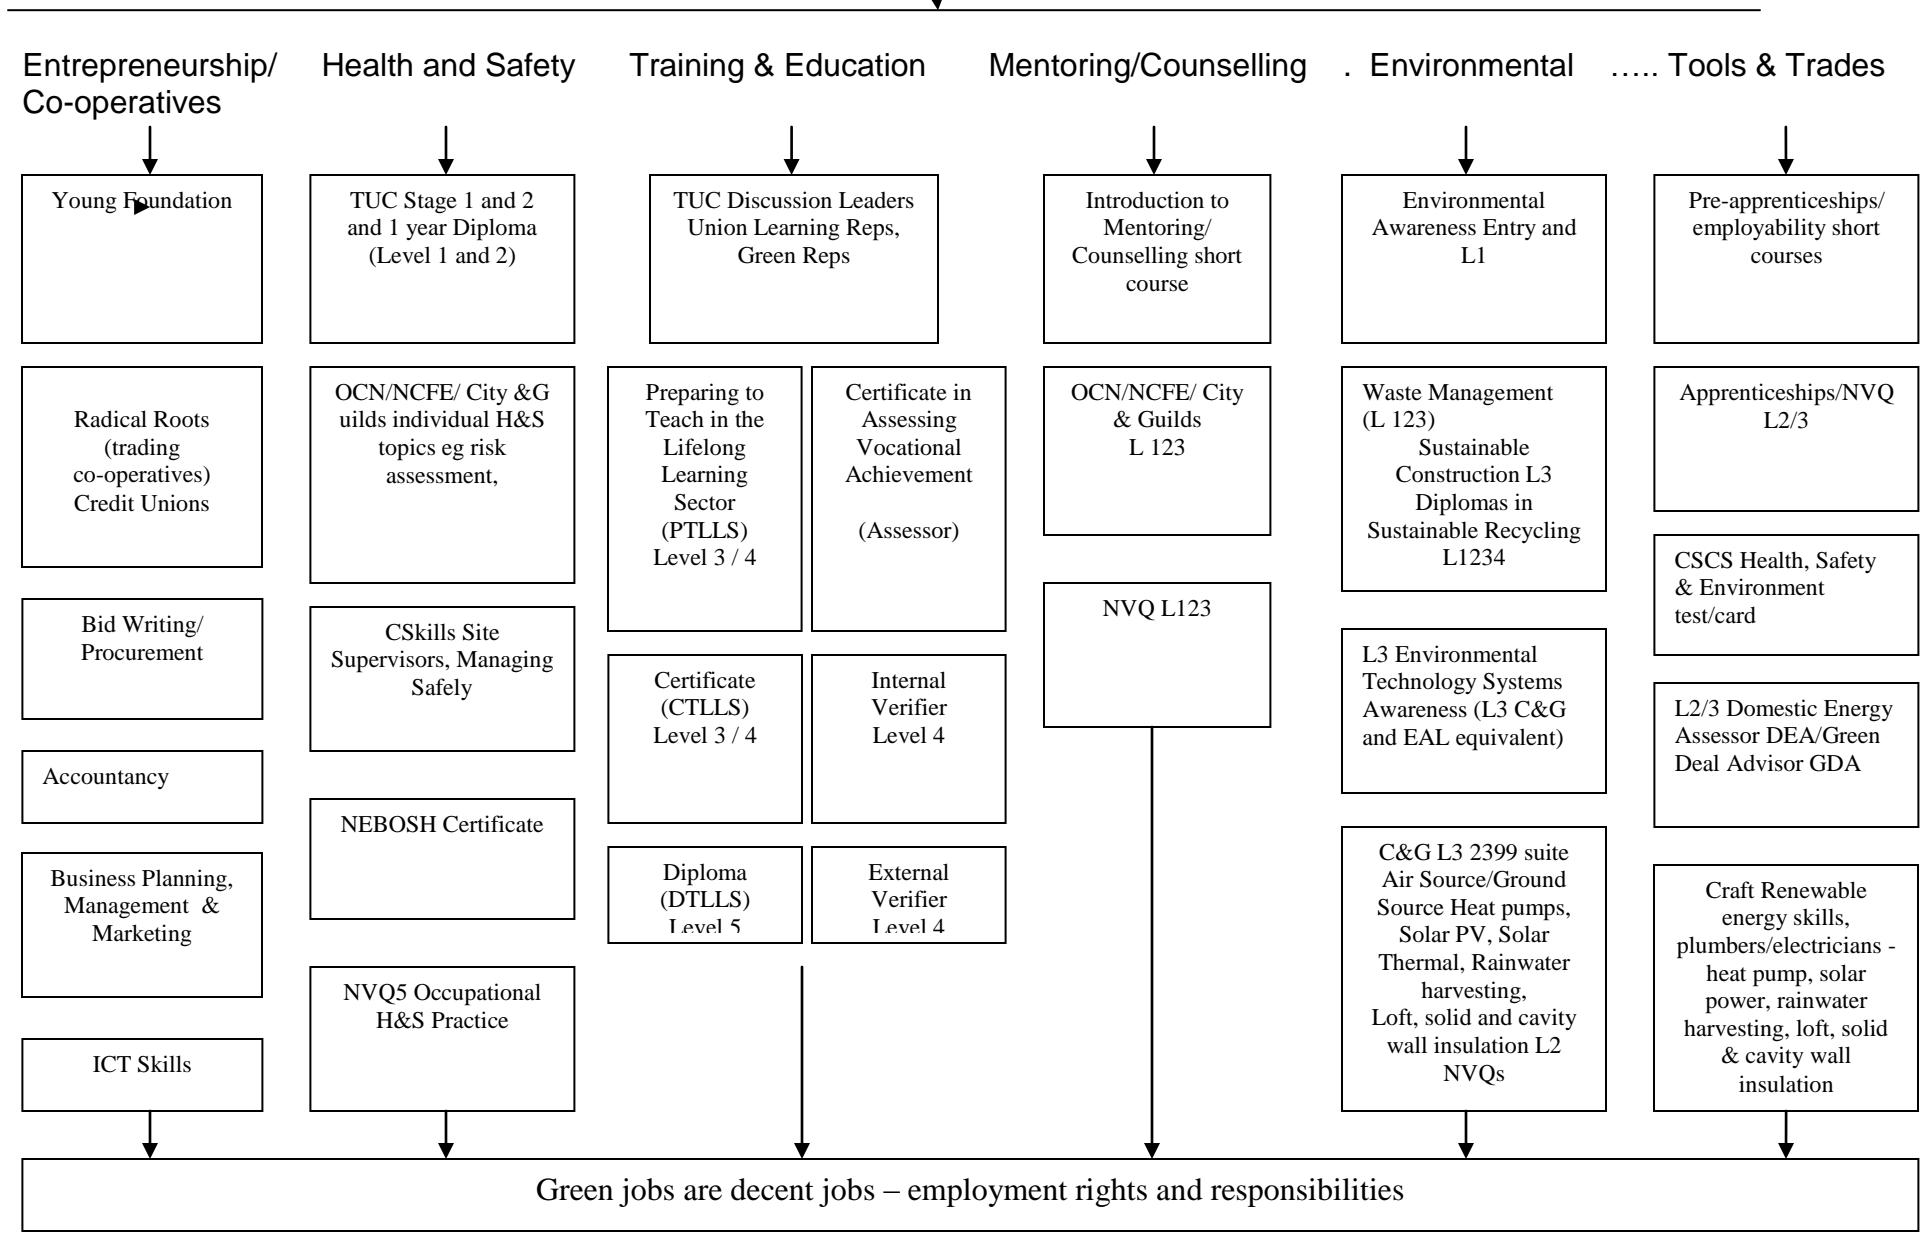 Entrepreneurship/
Co-operatives
Health and Safety
Training & Education
Mentoring/Counselling
. Environmental
….. Tools & Trades
Young Foundation
Radical Roots
(trading
co-operatives)
Credit Unions
Bid Writing/
Procurement
Accountancy
Business Planning,
Management &
Marketing
ICT Skills
TUC Stage 1 and 2
and 1 year Diploma
(Level 1 and 2)
OCN/NCFE/ City &G
uilds individual H&S
topics eg risk
assessment,
CSkills Site
Supervisors, Managing
Safely
NEBOSH Certificate
NVQ5 Occupational
H&S Practice
TUC Discussion Leaders
Union Learning Reps,
Green Reps
Preparing to
Teach in the
Lifelong
Learning
Sector
(PTLLS)
Level 3 / 4
Certificate in
Assessing
Vocational
Achievement
(Assessor)
Certificate
(CTLLS)
Level 3 / 4
Internal
Verifier
Level 4
Diploma
(DTLLS)
Level 5
External
Verifier
Level 4
Introduction to
Mentoring/
Counselling short
course
OCN/NCFE/ City
& Guilds
L 123
NVQ L123
Environmental
Awareness Entry and
L1
Waste Management
(L 123)
Sustainable
Construction L3
Diplomas in
Sustainable Recycling
L1234
L3 Environmental
Technology Systems
Awareness (L3 C&G
and EAL equivalent)
C&G L3 2399 suite
Air Source/Ground
Source Heat pumps,
Solar PV, Solar
Thermal, Rainwater
harvesting,
Loft, solid and cavity
wall insulation L2
NVQs
Pre-apprenticeships/
employability short
courses
Apprenticeships/NVQ
L2/3
CSCS Health, Safety
& Environment
test/card
L2/3 Domestic Energy
Assessor DEA/Green
Deal Advisor GDA
Craft Renewable
energy skills,
plumbers/electricians -
heat pump, solar
power, rainwater
harvesting, loft, solid
& cavity wall
insulation
Green jobs are decent jobs – employment rights and responsibilities